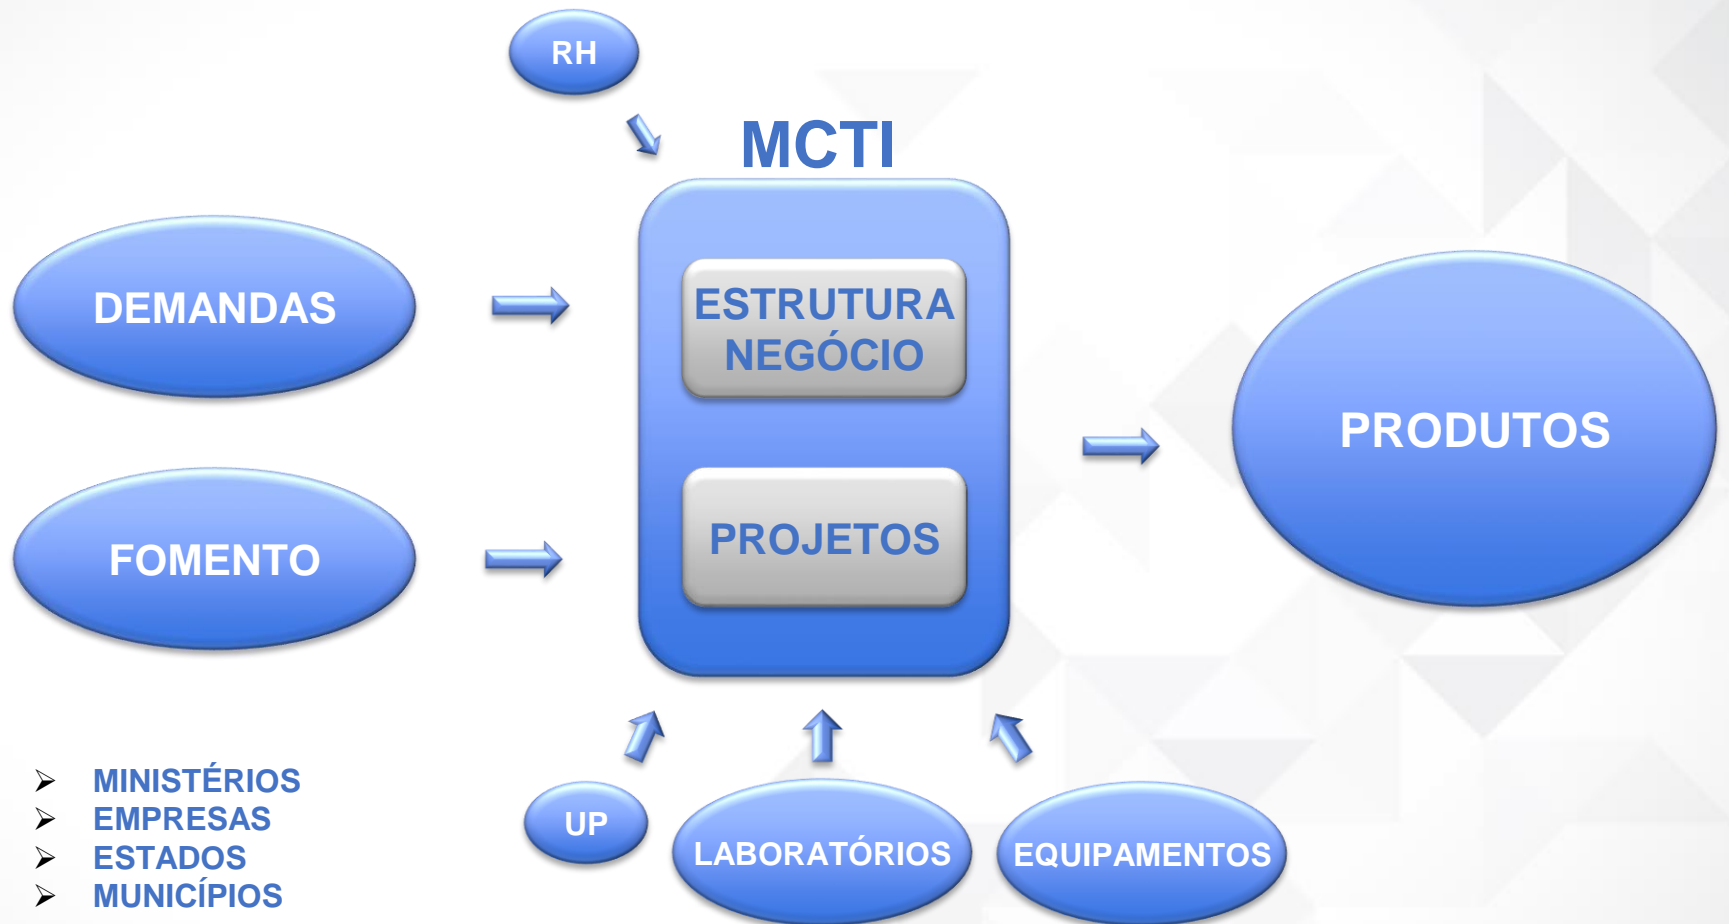 RH
MCTI
DEMANDAS
ESTRUTURA
NEGÓCIO
PRODUTOS
FOMENTO
PROJETOS
➢ MINISTÉRIOS
➢ EMPRESAS
➢ ESTADOS
➢ MUNICÍPIOS
UP
LABORATÓRIOS
EQUIPAMENTOS